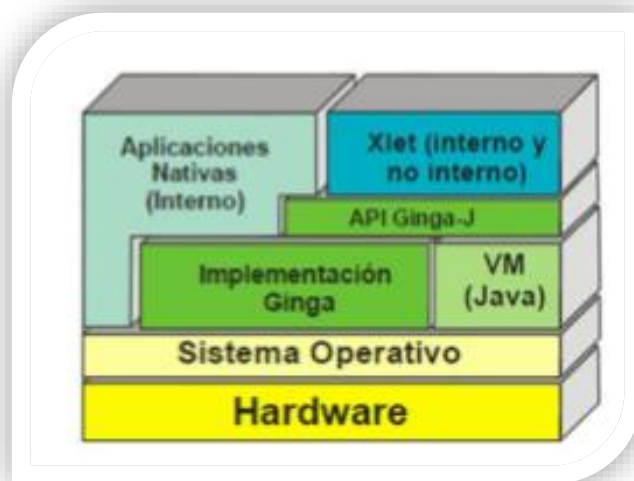 Aplicaciones
Nativas
(Interno)
Xlet (interno y
no interno)
API Ginga-J
Implementación
Ginga
VM
(Java)
Sistema Operativo
Hardware